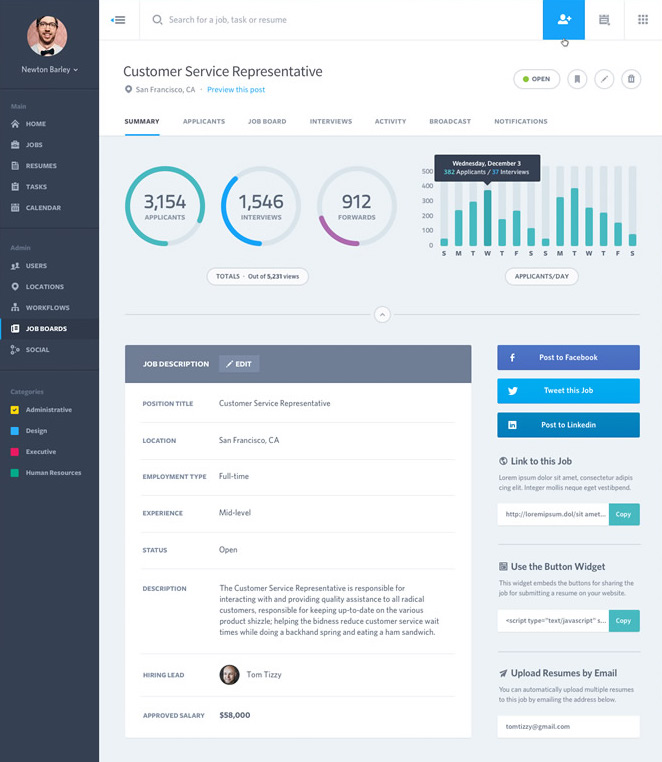 Newton Barley
Main
HOME
JOBS
RESUMES
TASKS
CALENDAR
Admin
USERS
LOCATIONS
WORKFLOWS
JOB BOARDS
SOCIAL
Categories
Administrative
Design
Executive
Human Resources
Search for a job, task or resume
Customer Service Representative
San Francisco, CA · Preview this post
OPEN
SUMMARY APPLICANTS JOB BOARD INTERVIEWS ACTIVITY BROADCAST NOTIFICATIONS
3,154
APPLICANTS
1,546
INTERVIEWS
912
FORWARDS
TOTALS · Out of 5,231 views
Wednesday, December 3
382 Applicants / 37 Interviews
500
400
300
200
100
0
S M T W T F S S M T T F S
APPLICANTS/DAY
JOB DESCRIPTION EDIT
POSITION TITLE Customer Service Representative
LOCATION San Francisco, CA
EMPLOYMENT TYPE Full-time
EXPERIENCE Mid-level
STATUS Open
DESCRIPTION The Customer Service Representative is responsible for
interacting with and providing quality assistance to all radical
customers, responsible for keeping up-to-date on the various
product shizzle; helping the bidness reduce customer service wait
times while doing a backhand spring and eating a ham sandwich.
HIRING LEAD Tom Tizzy
APPROVED SALARY $58,000
Post to Facebook
Tweet this Job
Post to Linkedin
Link to this Job
Lorem ipsum dolor sit amet, consectetur adipis
cing elit. Integer mollis neque eget vestibpend.
http://loremipsum.dol/sit amet... Copy
Use the Button Widget
This widget embeds the buttons for sharing the
job for submitting a resume on your website.
<script type="text/javascript" s... Copy
Upload Resumes by Email
You can automatically upload multiple resumes
to this job by emailing the address below.
tomtizzy@gmail.com